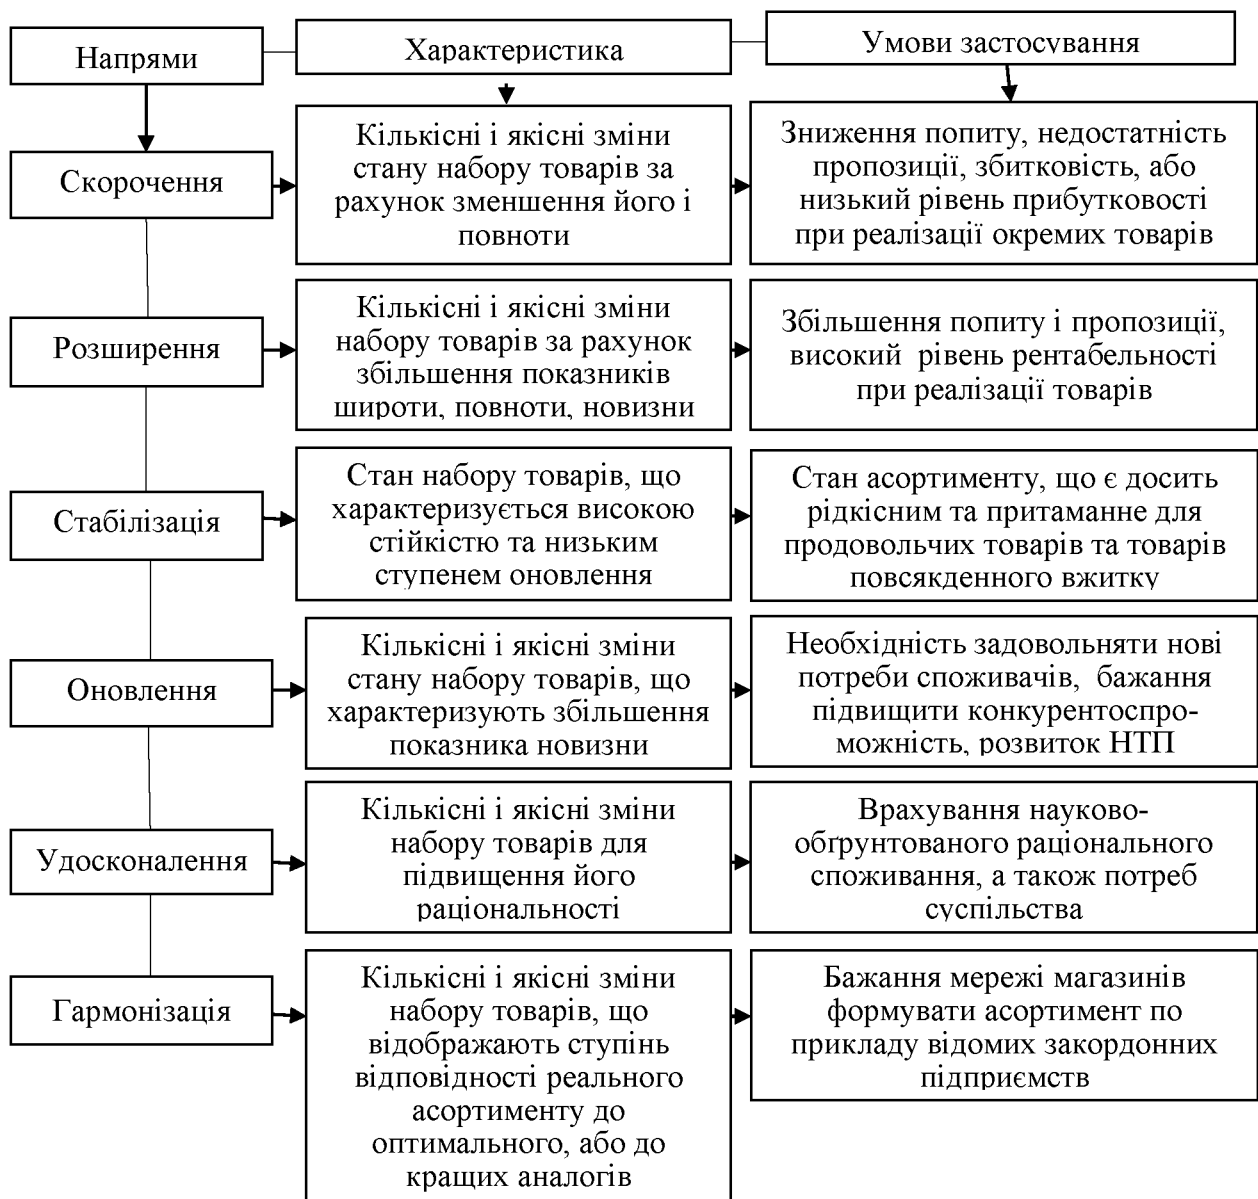 Напрями
Характеристика
Умови застосування
Скорочення
Кількісні і якісні зміни
стану набору товарів за
рахунок зменшення його і
повноти
Зниження попиту, недостатність
пропозиції, збитковість, або
низький рівень прибутковості
при реалізації окремих товарів
Розширення
Кількісні і якісні зміни
набору товарів за рахунок
збільшення показників
широти, повноти, новизни
Збільшення попиту і пропозиції,
високий рівень рентабельності
при реалізації товарів
Стабілізація
Стан набору товарів, що
характеризується високою
стійкістю та низьким
ступенем оновлення
Стан асортименту, що є досить
рідкісним та притаманне для
продовольчих товарів та товарів
повсякденного вжитку
Оновлення
Кількісні і якісні зміни
стану набору товарів, що
характеризують збільшення
показника новизни
Необхідність задовольняти нові
потреби споживачів, бажання
підвищити конкурентоспро-
можність, розвиток НТП
Удосконалення
Кількісні і якісні зміни
набору товарів для
підвищення його
раціональності
Врахування науково-
обґрунтованого раціонального
споживання, а також потреб
суспільства
Гармонізація
Кількісні і якісні зміни
набору товарів, що
відображають ступінь
відповідності реального
асортименту до
оптимального, або до
кращих аналогів
Бажання мережі магазинів
формувати асортимент по
прикладу відомих закордонних
підприємств